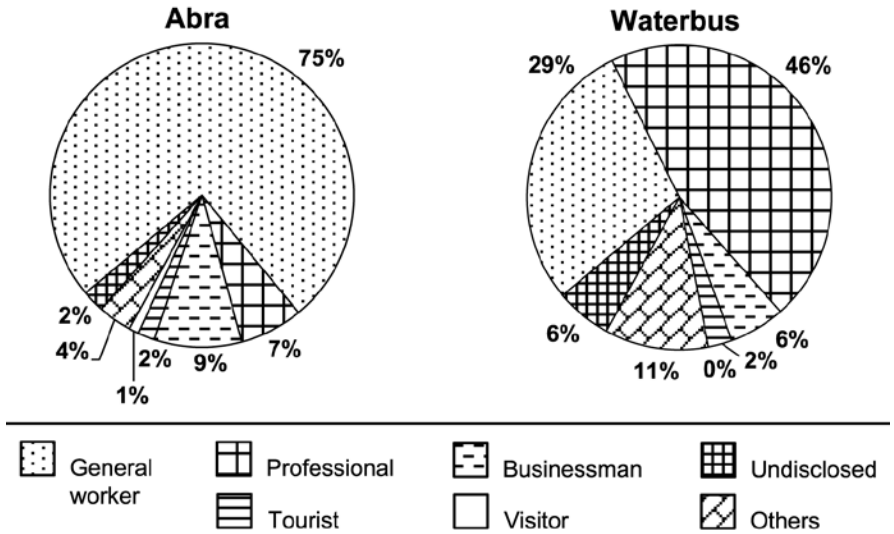 Abra
Waterbus
75%
29%
46%
2%
4%
1%
2%
9%
7%
6%
11%
0%
2%
6%
General worker
Professional
Businessman
Undisclosed
Tourist
Visitor
Others